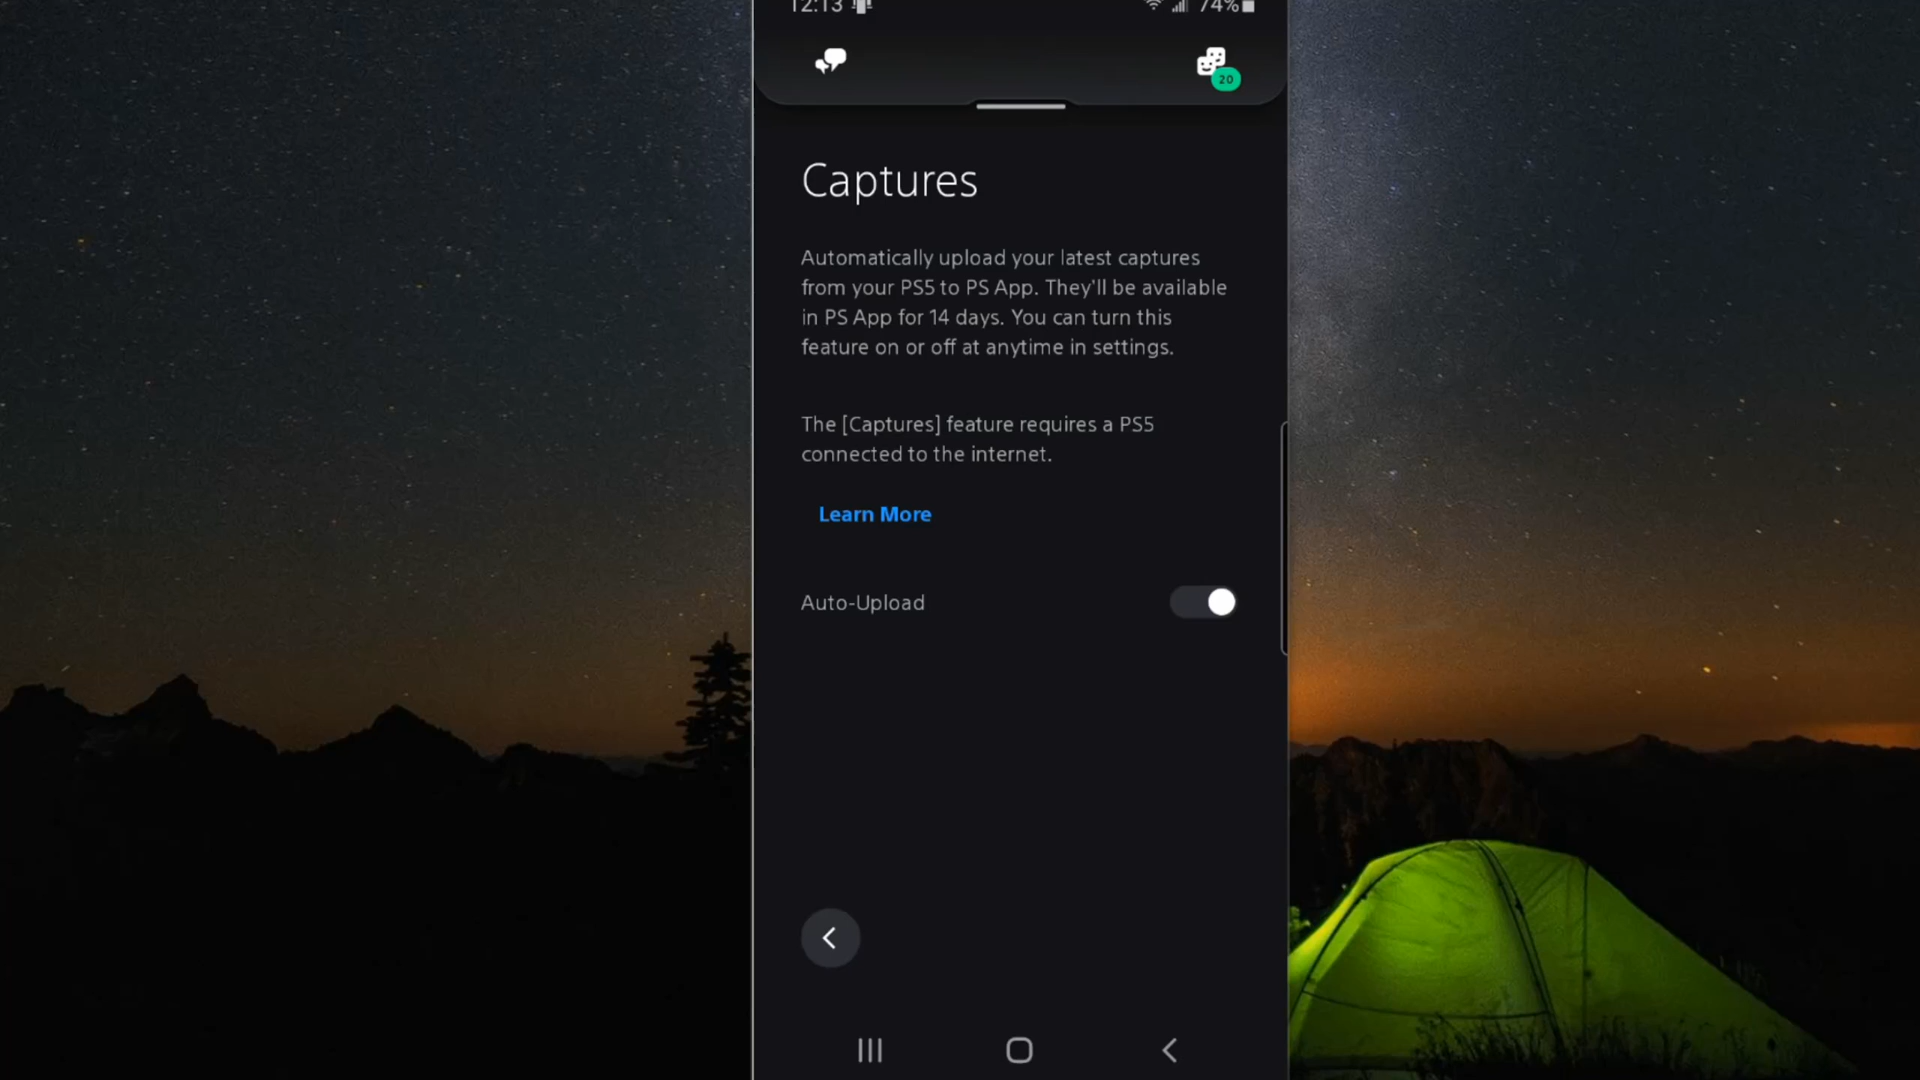 12:13 74%
20
Captures
Automatically upload your latest captures
from your PS5 to PS App. They'll be available
in PS App for 14 days. You can turn this
feature on or off at anytime in settings.
The [Captures] feature requires a PS5
connected to the internet.
Learn More
Auto-Upload